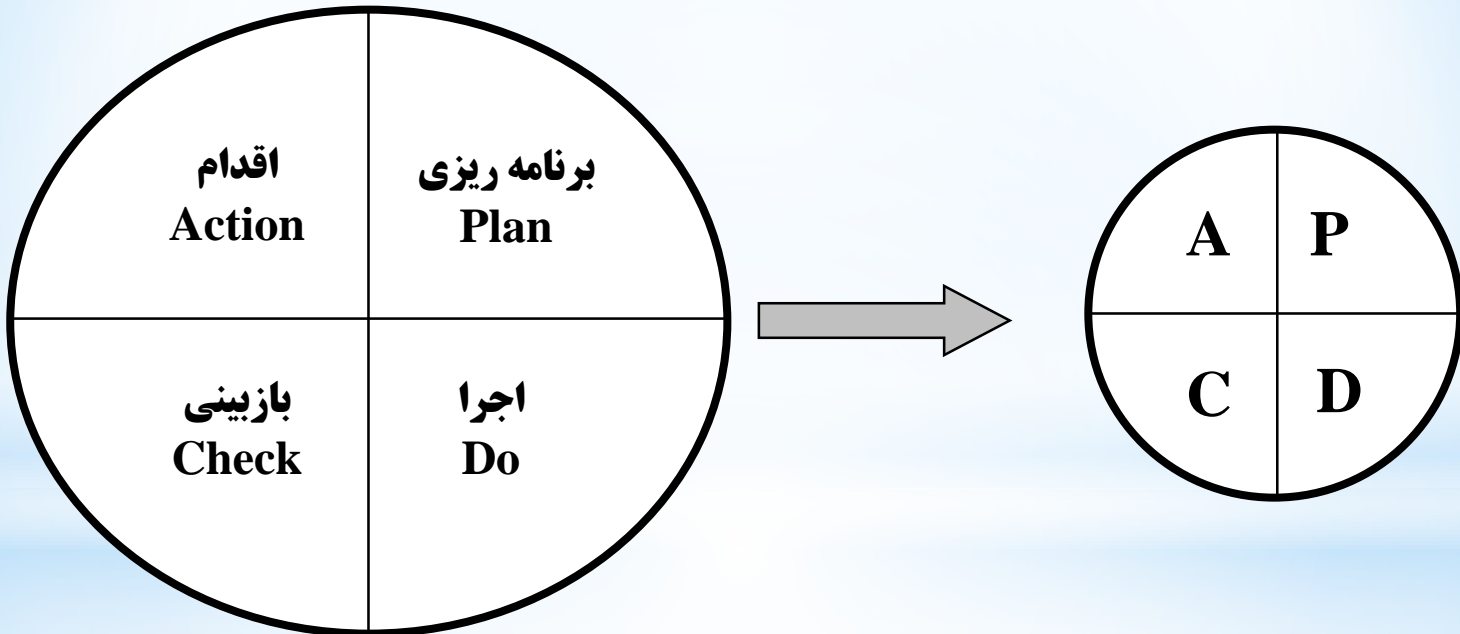 اقدام
Action
برنامه ریزی
Plan
بازبینی
Check
اجرا
Do
A
P
C
D